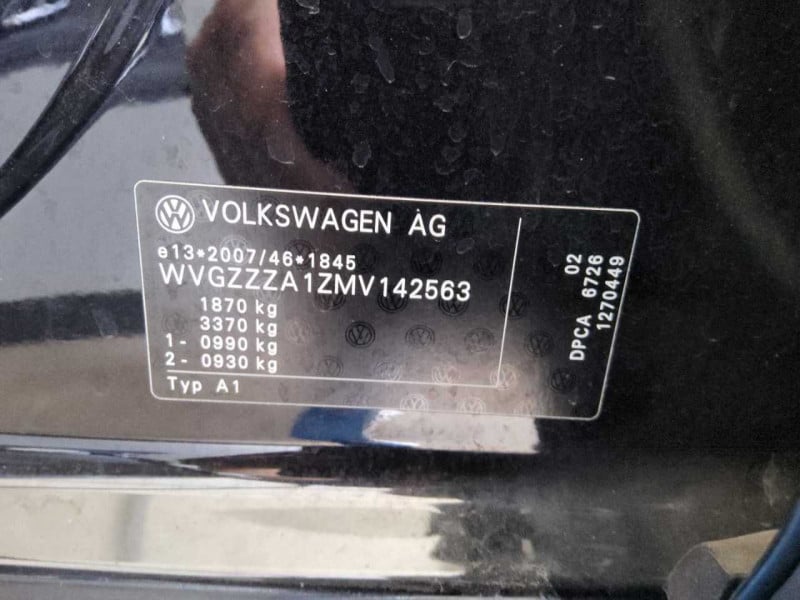 VOLKSWAGEN AG
e13*2007/46*1845
WVGZZZA1ZMV142563
1870 kg
3370 kg
1- 0990 kg
2- 0930 kg
Typ A1
02
DPCA 6726
1270449